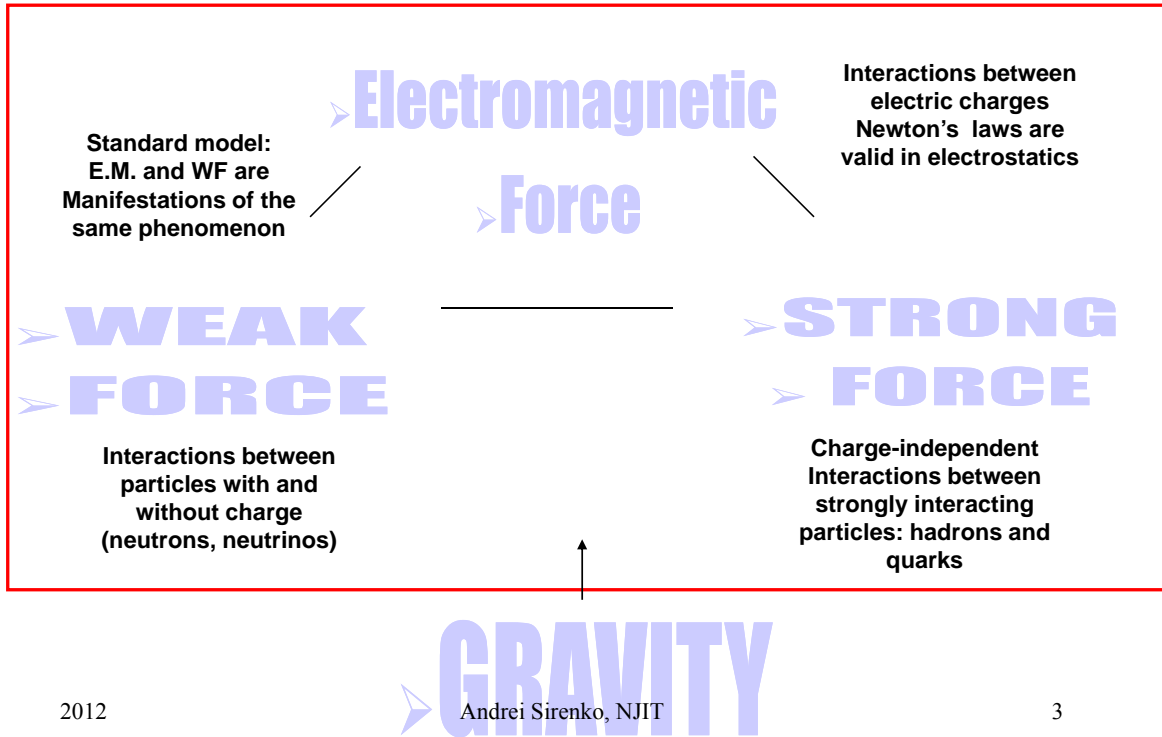 ➢Electromagnetic
➢Force
Interactions between
electric charges
Newton's laws are
valid in electrostatics
Standard model:
E.M. and WF are
Manifestations of the
same phenomenon
➢WEAK
➢FORCE
➢STRONG
➢ FORCE
Interactions between
particles with and
without charge
(neutrons, neutrinos)
Charge-independent
Interactions between
strongly interacting
particles: hadrons and
quarks
➢GRAVITY
2012 Andrei Sirenko, NJIT 3